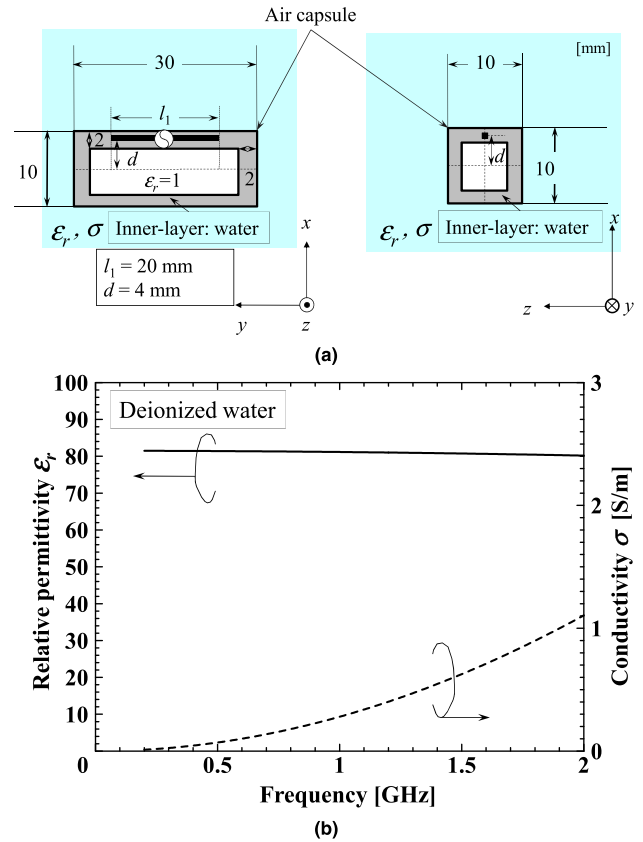 Air capsule
[mm]
30
10
l₁
2
d
d
10
10
2
εᵣ=1
εᵣ, σ
Inner-layer: water
εᵣ, σ
Inner-layer: water
x
x
l₁ = 20 mm
d = 4 mm
y
z
z
y
(a)
100
3
Deionized water
90
80
70
2
60
50
40
1
30
20
10
0
0
0.5
1
1.5
2
Relative permittivity εᵣ
Conductivity σ [S/m]
Frequency [GHz]
(b)